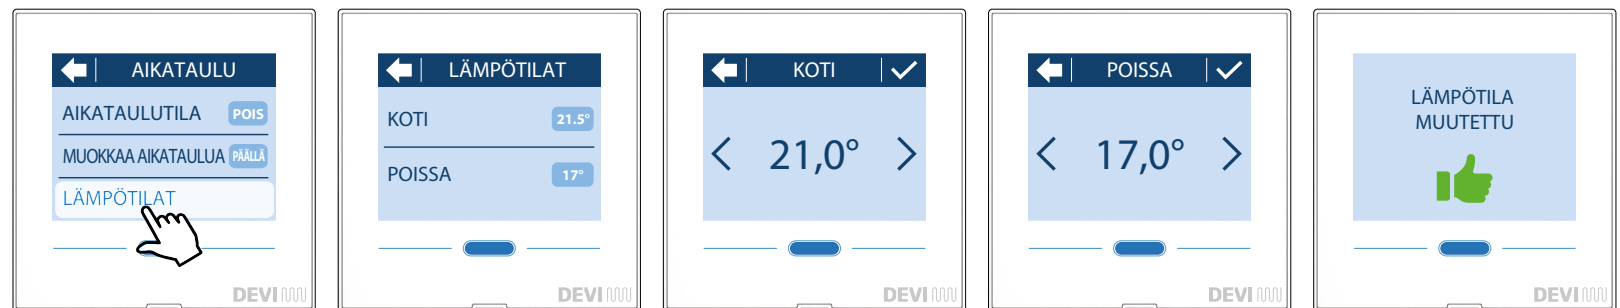 AIKATAULU
AIKATAULUTILA POIS
MUOKKAA AIKATAULUA PÄÄLLÄ
LÄMPÖTILAT
DEVI
LÄMPÖTILAT
KOTI 21.5°
POISSA 17°
DEVI
KOTI
21,0°
DEVI
POISSA
17,0°
DEVI
LÄMPÖTILA
MUUTETTU
DEVI